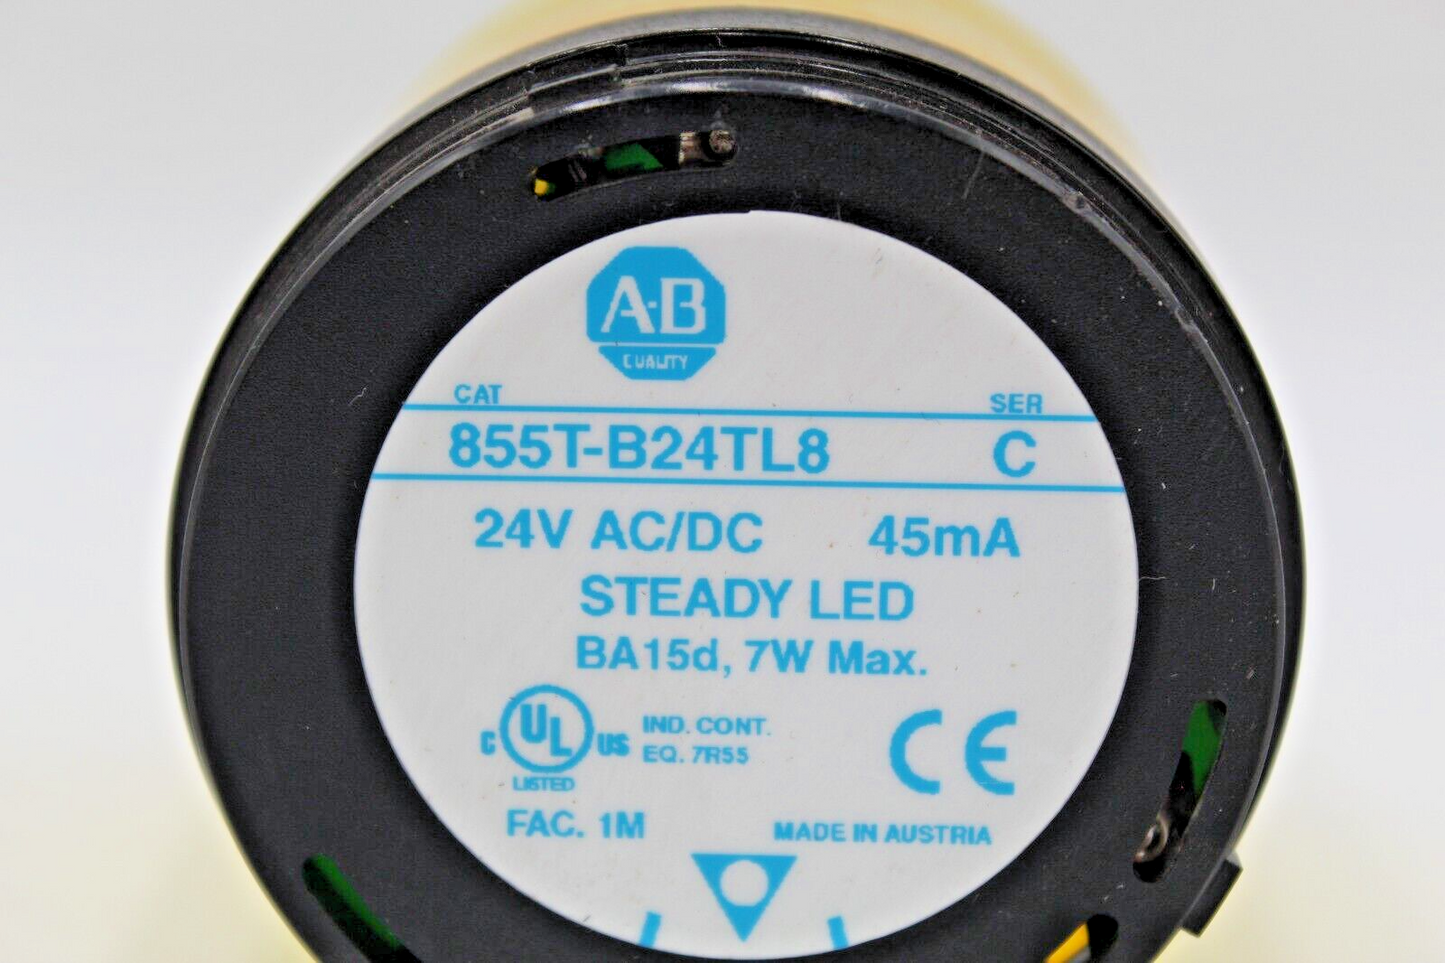 A-B
QUALITY
CAT SER
855T-B24TL8 C
24V AC/DC 45mA
STEADY LED
BA15d, 7W Max.
C UL US
LISTED
IND. CONT.
EQ. 7R55
CE
FAC. 1M
MADE IN AUSTRIA